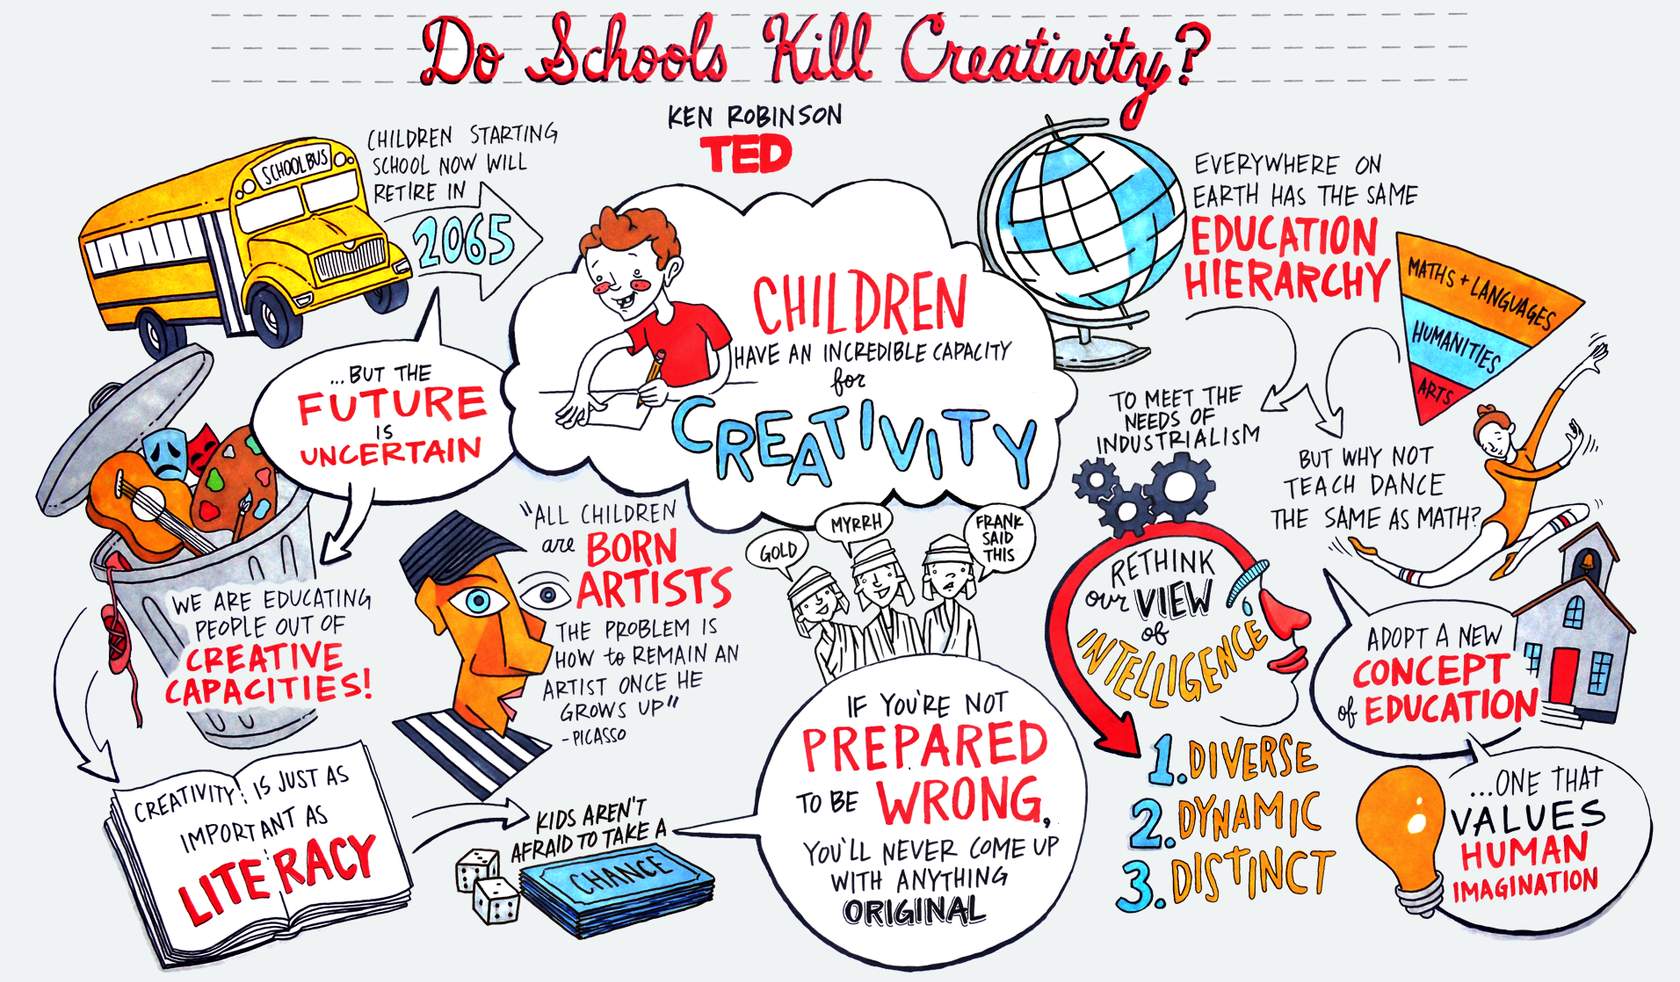 Do Schools Kill Creativity?
KEN ROBINSON
TED
SCHOOL BUS
CHILDREN STARTING
SCHOOL NOW WILL
RETIRE IN
2065
...BUT THE
FUTURE
IS
UNCERTAIN
WE ARE EDUCATING
PEOPLE OUT OF
CREATIVE
CAPACITIES!
CREATIVITY IS JUST AS
IMPORTANT AS
LITERACY
KIDS AREN'T
AFRAID TO TAKE A
CHANCE
"ALL CHILDREN
are BORN
ARTISTS
THE PROBLEM IS
HOW to REMAIN AN
ARTIST ONCE HE
GROWS UP"
-PICASSO
CHILDREN
HAVE AN INCREDIBLE CAPACITY
for
CREATIVITY
GOLD
MYRRH
FRANK
SAID
THIS
IF YOU'RE NOT
PREPARED
TO BE WRONG,
YOU'LL NEVER COME UP
WITH ANYTHING
ORIGINAL
EVERYWHERE ON
EARTH HAS THE SAME
EDUCATION
HIERARCHY
MATHS + LANGUAGES
HUMANITIES
ARTS
TO MEET THE
NEEDS OF
INDUSTRIALISM
BUT WHY NOT
TEACH DANCE
THE SAME AS MATH?
RETHINK
our VIEW
of
INTELLIGENCE
1. DIVERSE
2. DYNAMIC
3. DISTINCT
ADOPT A NEW
CONCEPT
of EDUCATION
...ONE THAT
VALUES
HUMAN
IMAGINATION